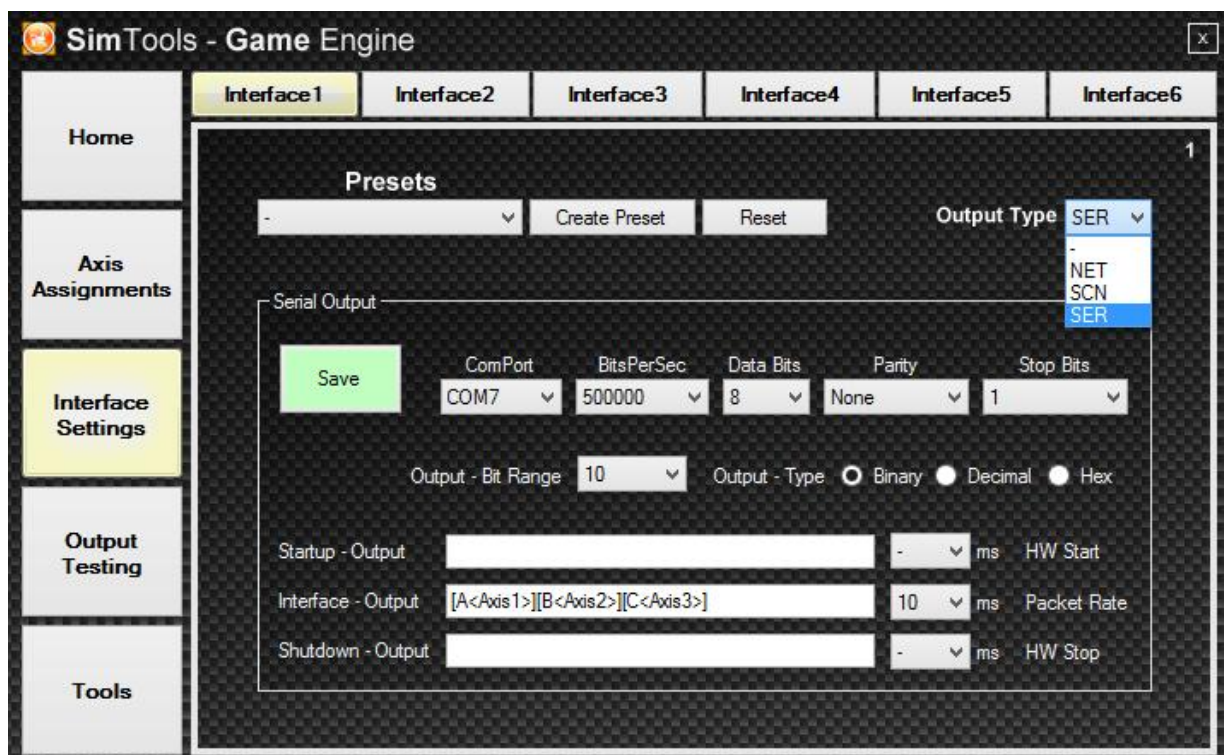 SimTools - Game Engine
x
Interface1 Interface2 Interface3 Interface4 Interface5 Interface6
Home
Axis
Assignments
Interface
Settings
Output
Testing
Tools
1
Presets
- Create Preset Reset Output Type SER
-
NET
SCN
SER
Serial Output
Save
ComPort BitsPerSec Data Bits Parity Stop Bits
COM7 500000 8 None 1
Output - Bit Range 10 Output - Type Binary Decimal Hex
Startup - Output - ms HW Start
Interface - Output [A<Axis1>][B<Axis2>][C<Axis3>] 10 ms Packet Rate
Shutdown - Output - ms HW Stop